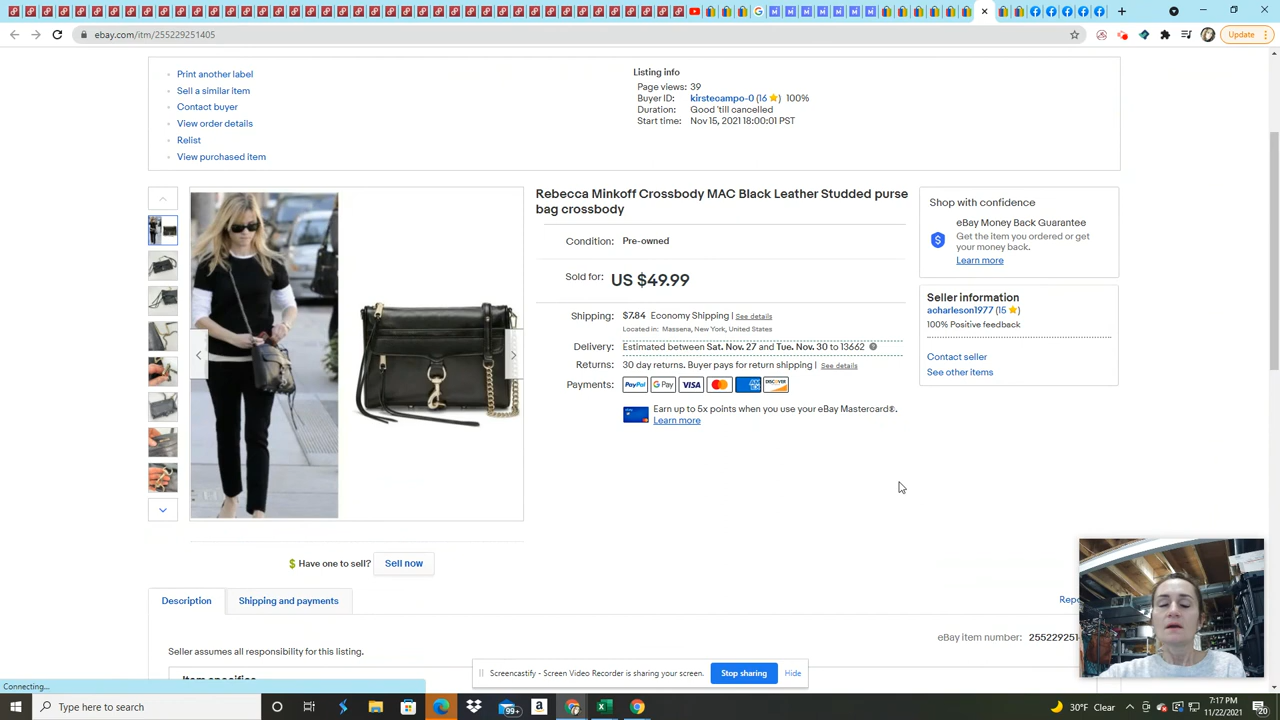 ebay.com/itm/255229251405
Update
Print another label
Sell a similar item
Contact buyer
View order details
Relist
View purchased item
Listing info
Page views: 39
Buyer ID: kirstecampo-0 (16 ) 100%
Duration: Good 'till cancelled
Start time: Nov 15, 2021 18:00:01 PST
Rebecca Minkoff Crossbody MAC Black Leather Studded purse
bag crossbody
Condition: Pre-owned
Sold for: US $49.99
Shipping: $7.84 Economy Shipping | See details
Located in: Massena, New York, United States
Delivery: Estimated between Sat. Nov. 27 and Tue. Nov. 30 to 13662
Returns: 30 day returns. Buyer pays for return shipping | See details
Payments: PayPal G Pay VISA DISCOVER
Earn up to 5x points when you use your eBay Mastercard®.
Learn more
Shop with confidence
eBay Money Back Guarantee
Get the item you ordered or get
your money back.
Learn more
Seller information
acharleson1977 (15 )
100% Positive feedback
Contact seller
See other items
Have one to sell? Sell now
Description
Shipping and payments
eBay item number:
Seller assumes all responsibility for this listing.
Item specifics
Screencastify - Screen Video Recorder is sharing your screen.
Stop sharing
Hide
Connecting...
Type here to search
99+
30°F Clear
7:17 PM
11/22/2021
20